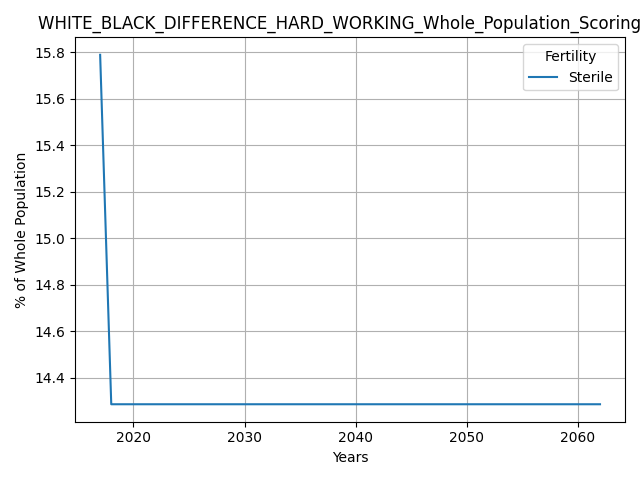 WHITE_BLACK_DIFFERENCE_HARD_WORKING_Whole_Population_Scoring
Fertility
Sterile
15.8
15.6
15.4
15.2
15.0
14.8
14.6
14.4
% of Whole Population
2020 2030 2040 2050 2060
Years